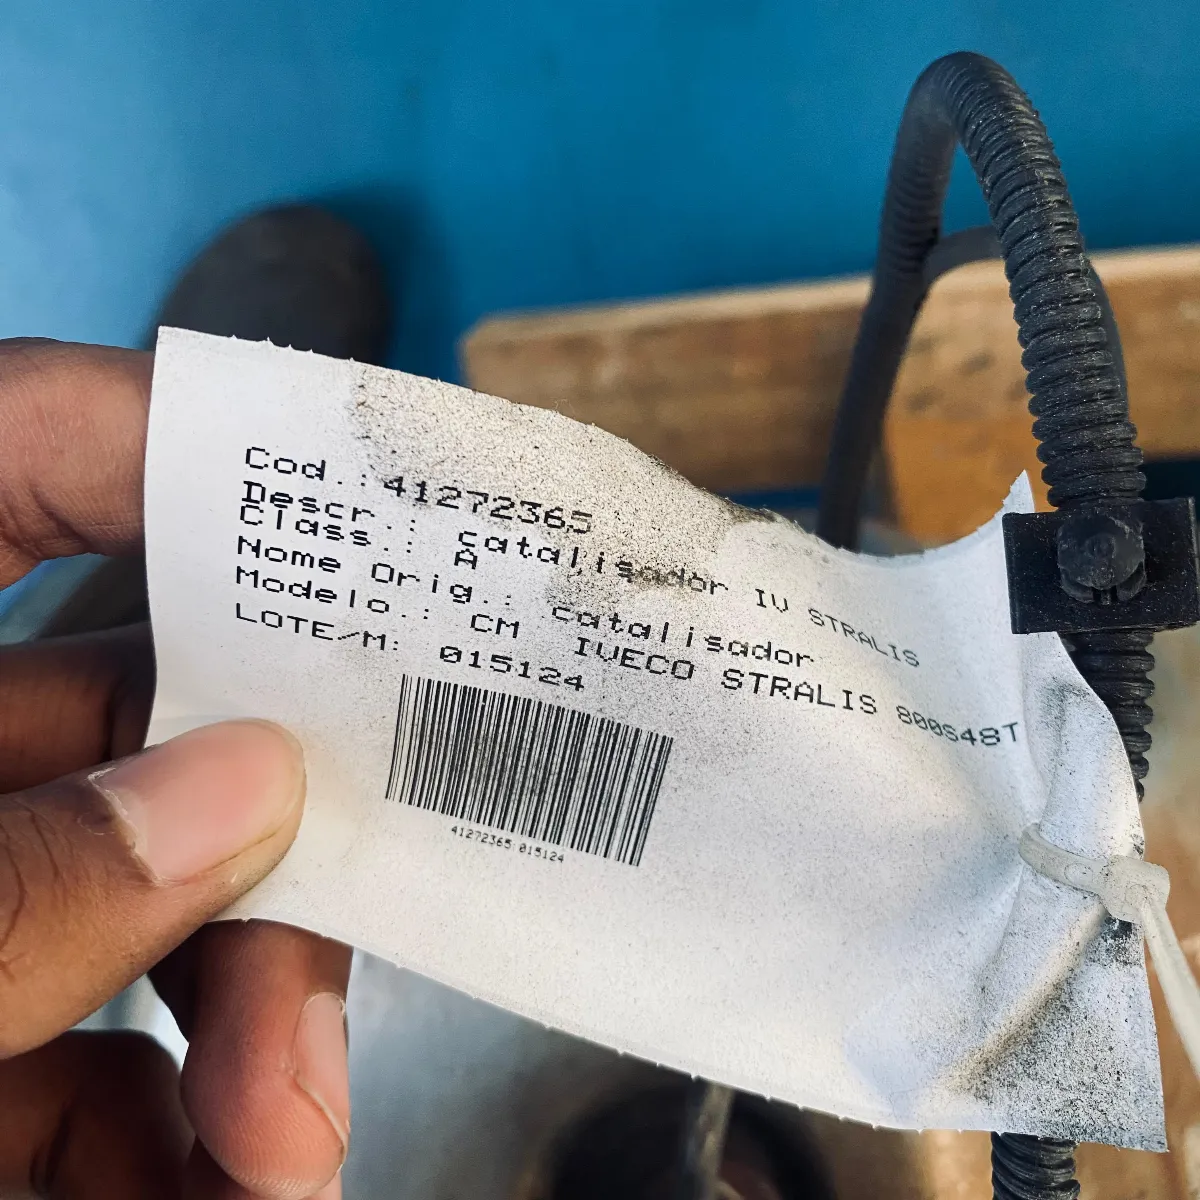 Cod.: 41272365
Descr.: catalisador IV STRALIS
Class.: A
Nome Orig.: catalisador
Modelo.: CM IVECO STRALIS 800S48T
LOTE/M: 015124
41272365 015124